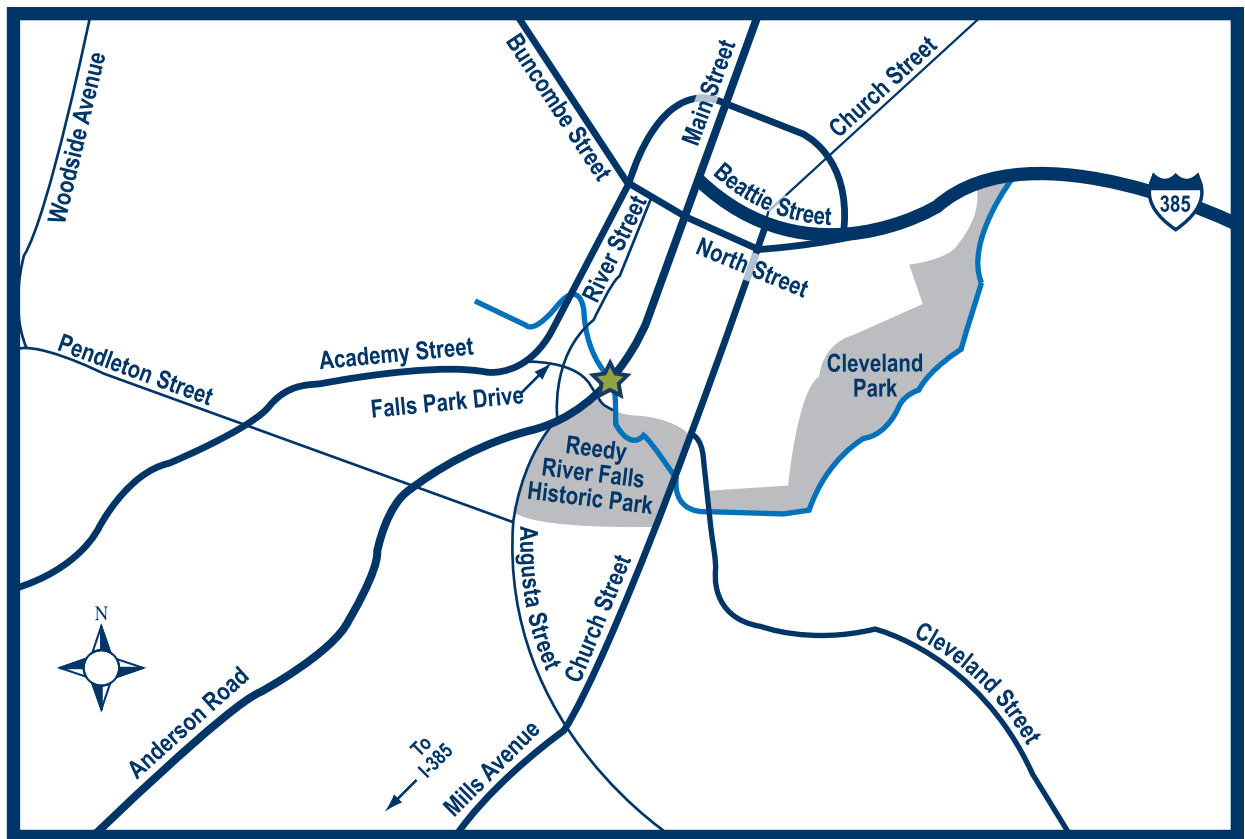 Woodside Avenue
Buncombe Street
Main Street
Church Street
Beattie Street
385
River Street
North Street
Pendleton Street
Academy Street
Falls Park Drive
Cleveland
Park
Reedy
River Falls
Historic Park
Augusta Street
Church Street
N
Cleveland Street
Anderson Road
To
I-385
Mills Avenue